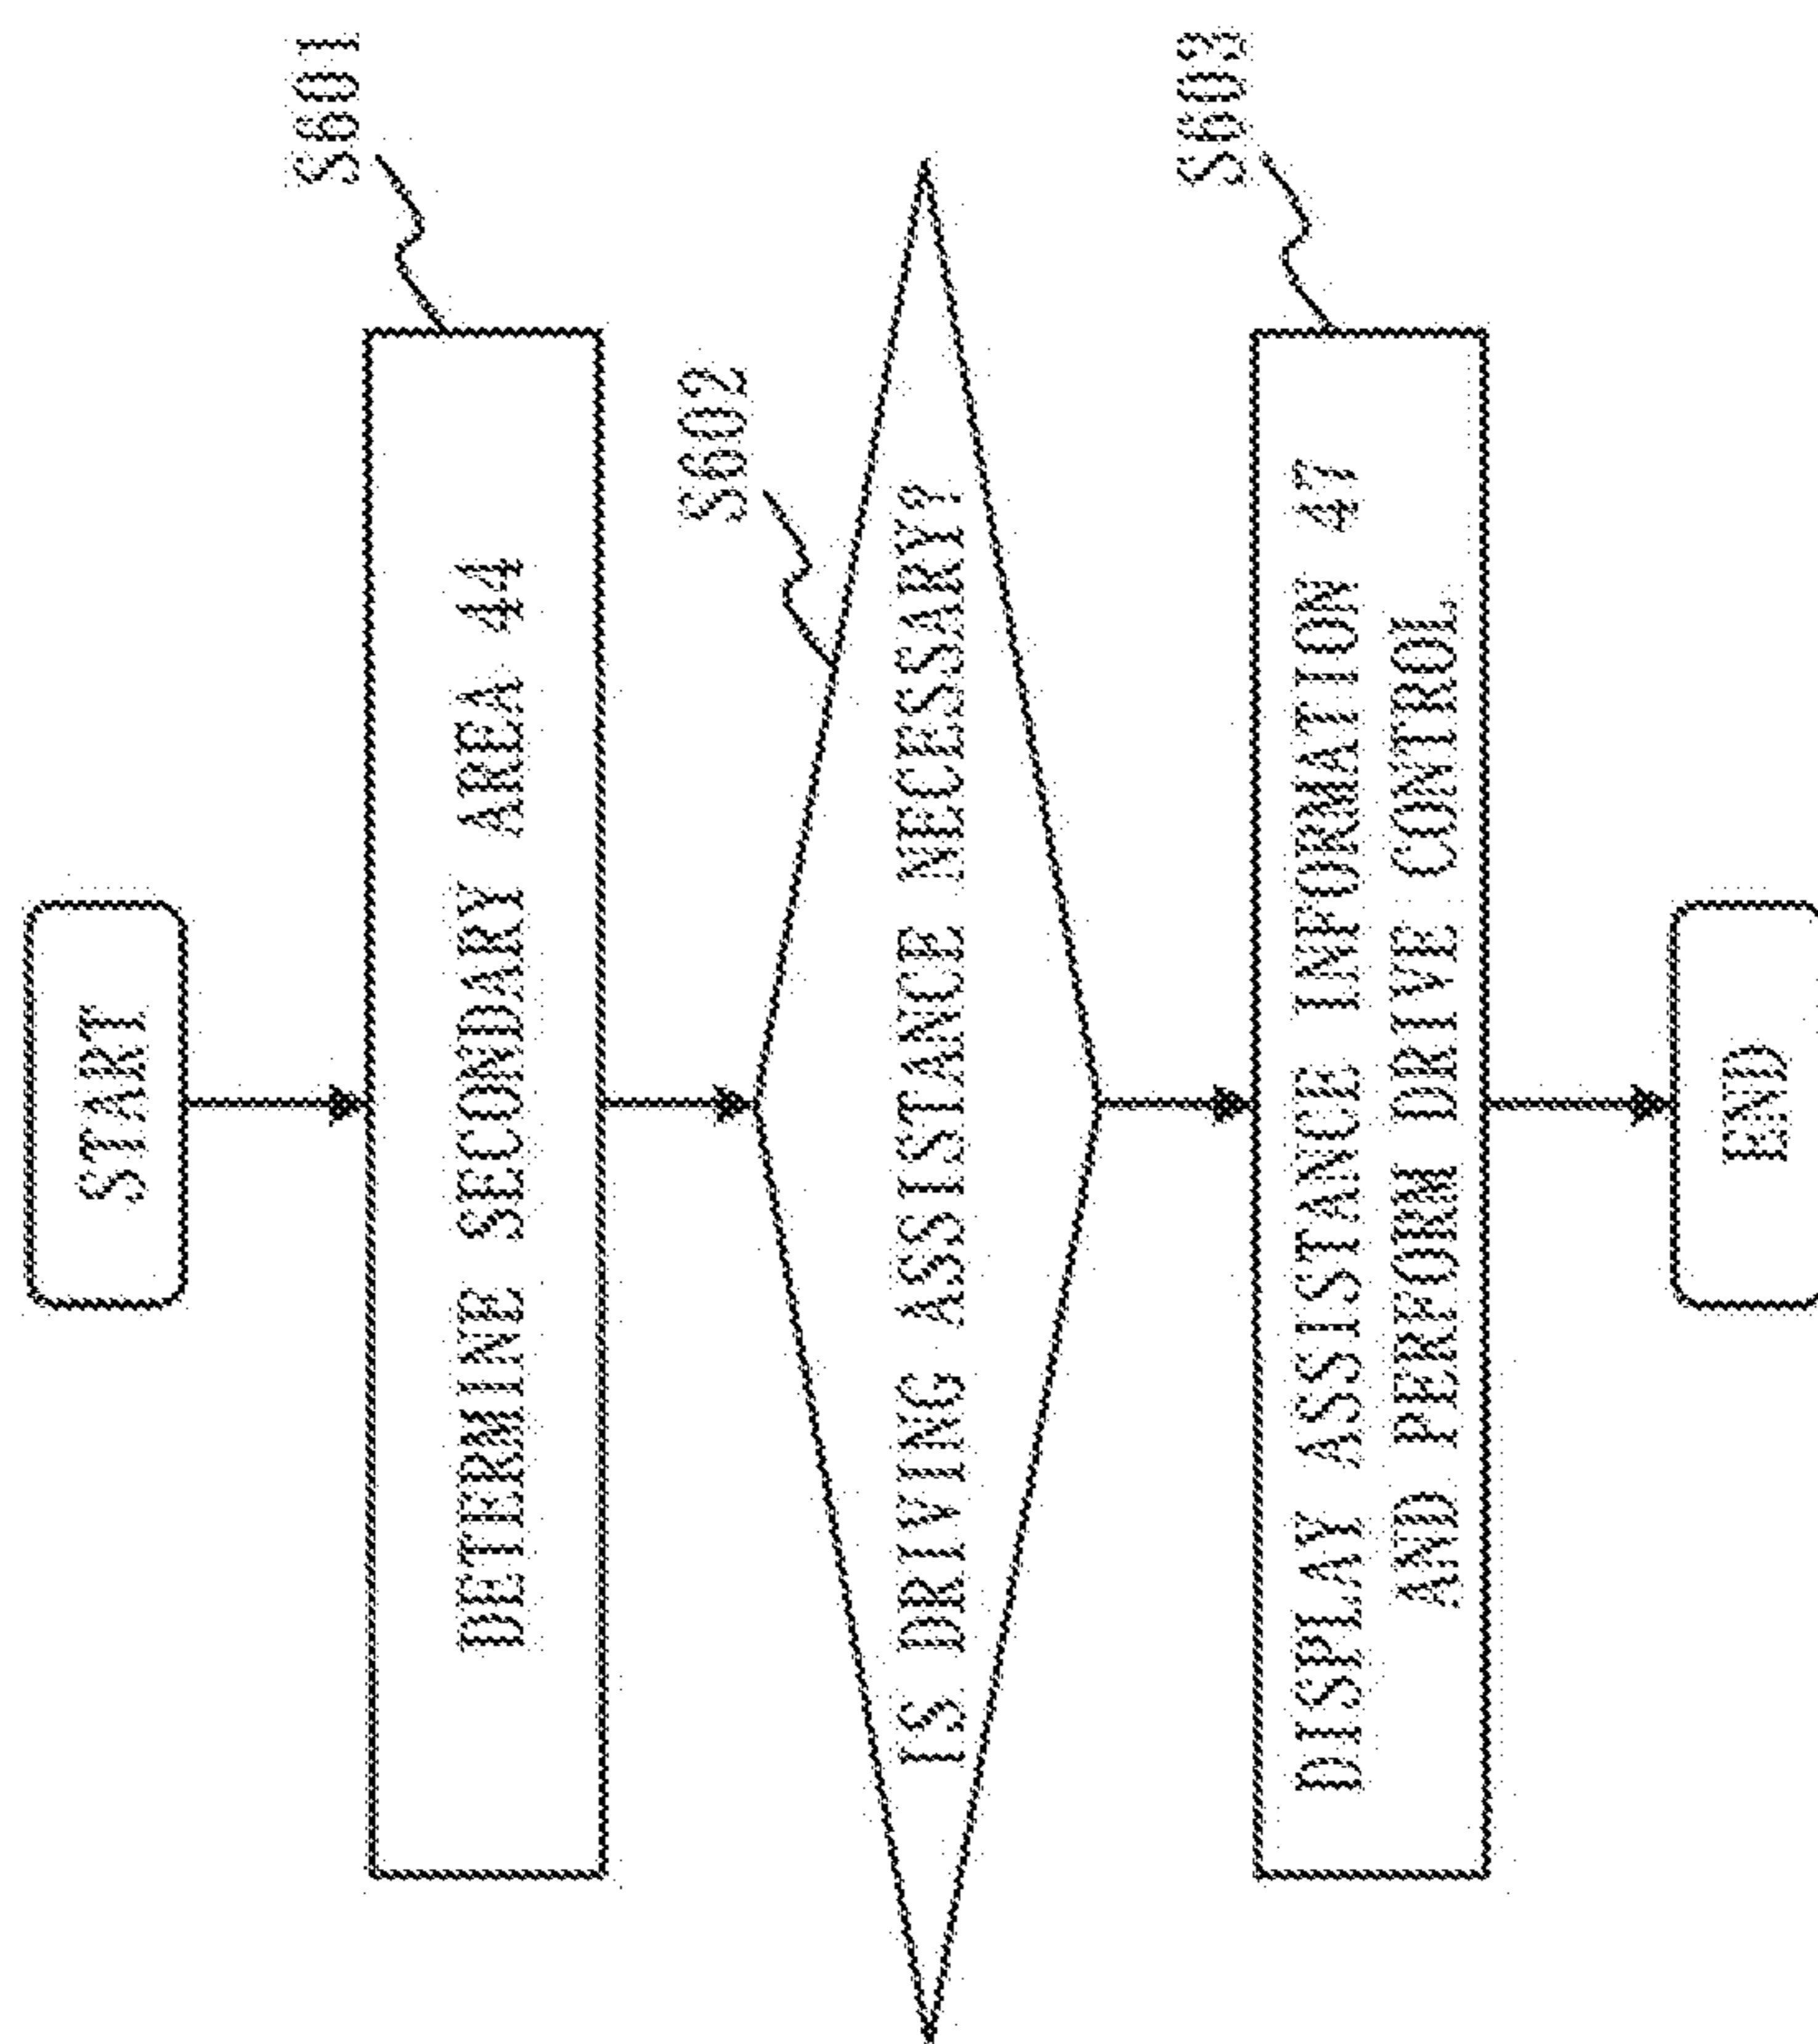 START
S601
DETERMINE SECONDARY AREA 44
S602
IS DRIVING ASSISTANCE NECESSARY?
S603
DISPLAY ASSISTANCE INFORMATION 47
AND PERFORM DRIVE CONTROL
END